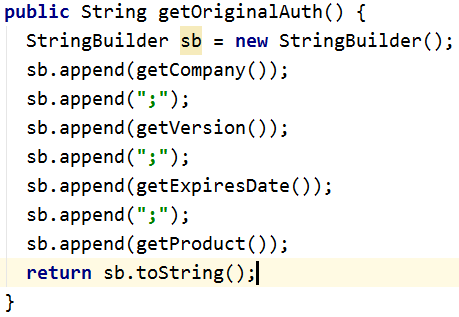 public String getOriginalAuth() {
  StringBuilder sb = new StringBuilder();
  sb.append(getCompany());
  sb.append(";");
  sb.append(getVersion());
  sb.append(";");
  sb.append(getExpiresDate());
  sb.append(";");
  sb.append(getProduct());
  return sb.toString();
}